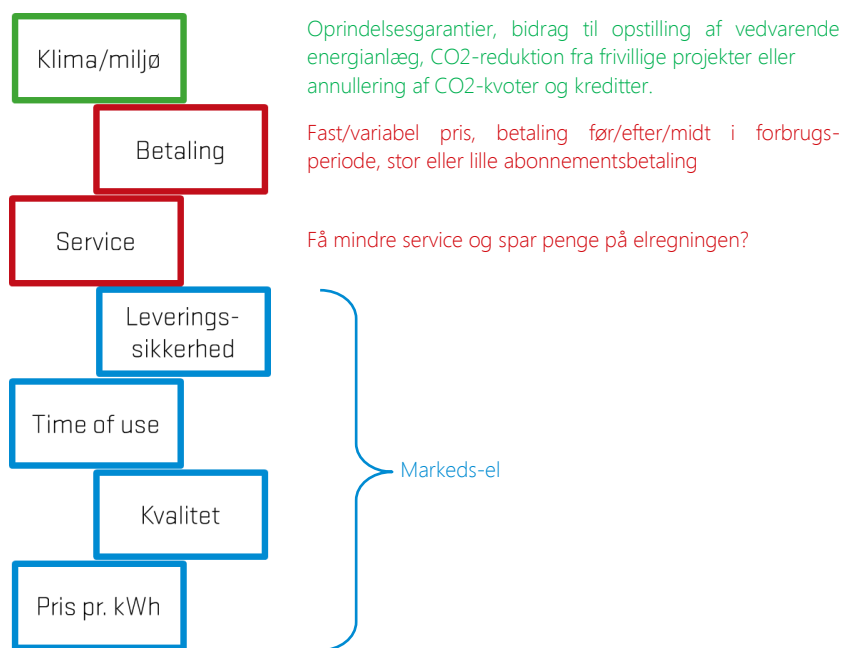 Klima/miljø
Oprindelsesgarantier, bidrag til opstilling af vedvarende
energianlæg, CO2-reduktion fra frivillige projekter eller
annullering af CO2-kvoter og kreditter.
Betaling
Fast/variabel pris, betaling før/efter/midt i forbrugs-
periode, stor eller lille abonnementsbetaling
Service
Få mindre service og spar penge på elregningen?
Leverings-
sikkerhed
Time of use
Markeds-el
Kvalitet
Pris pr. kWh